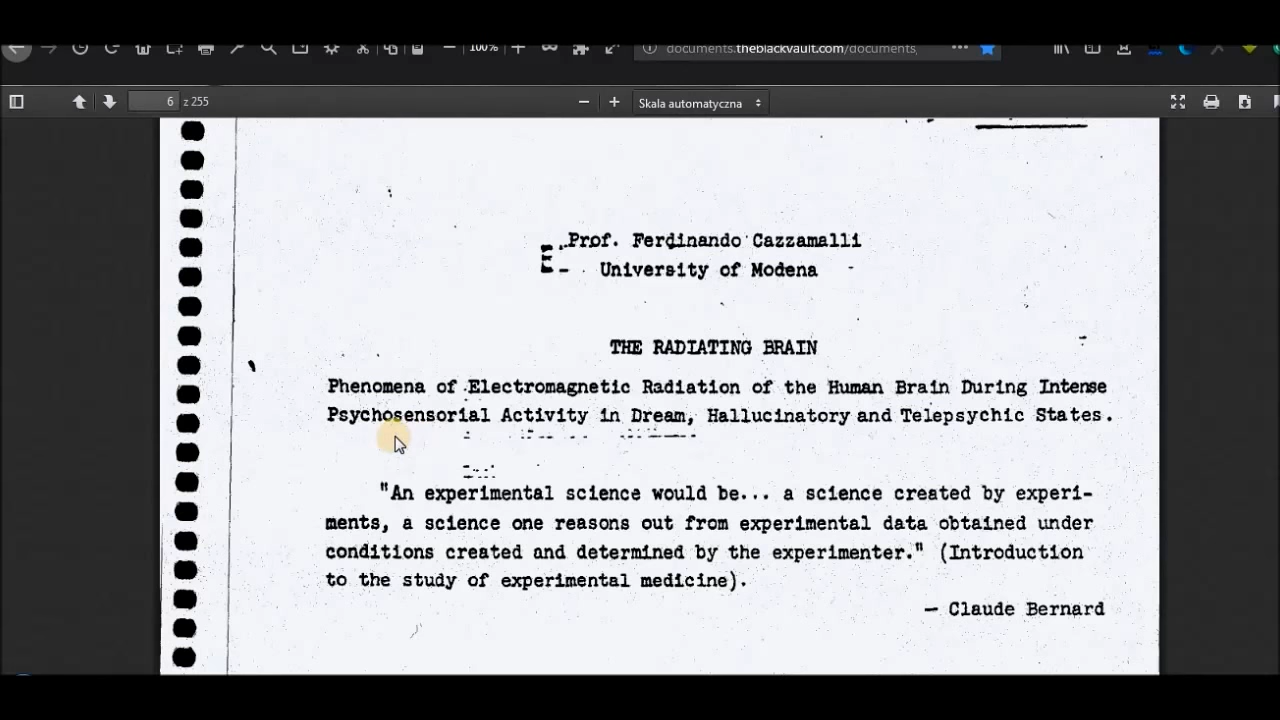 100%
documents.theblackvault.com/documents
6 z 255
Skala automatyczna
Prof. Ferdinando Cazzamalli
University of Modena
THE RADIATING BRAIN
Phenomena of Electromagnetic Radiation of the Human Brain During Intense
Psychosensorial Activity in Dream, Hallucinatory and Telepsychic States.
"An experimental science would be... a science created by experi-
ments, a science one reasons out from experimental data obtained under
conditions created and determined by the experimenter." (Introduction
to the study of experimental medicine).
— Claude Bernard